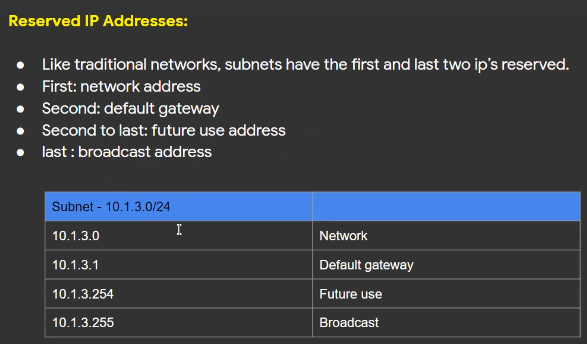 Reserved IP Addresses:
● Like traditional networks, subnets have the first and last two ip's reserved.
● First: network address
● Second: default gateway
● Second to last: future use address
● last : broadcast address
Subnet - 10.1.3.0/24
10.1.3.0 Network
10.1.3.1 Default gateway
10.1.3.254 Future use
10.1.3.255 Broadcast